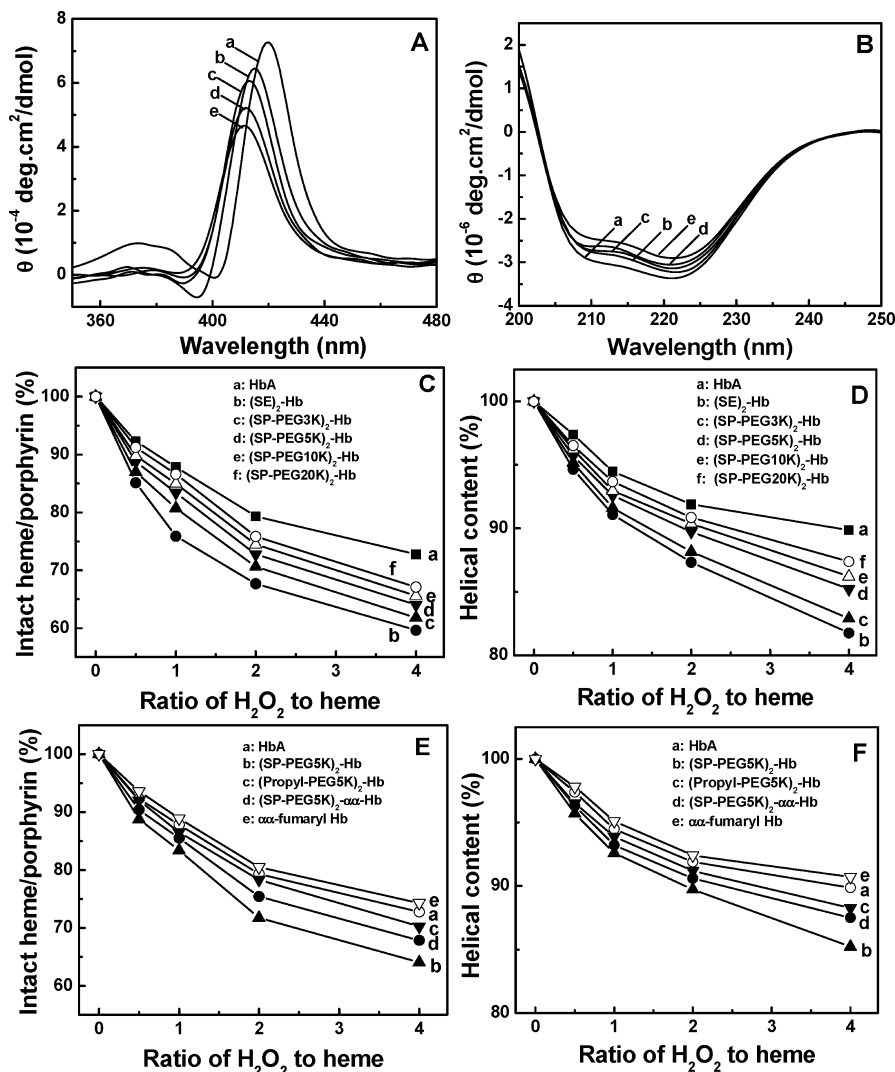 A
θ (10⁻⁴ deg.cm²/dmol)
8
6
4
2
0
a
b
c
d
e
360 400 440 480
Wavelength (nm)
B
θ (10⁻⁶ deg.cm²/dmol)
2
1
0
-1
-2
-3
-4
a c b e d
200 210 220 230 240 250
Wavelength (nm)
C
Intact heme/porphyrin (%)
100
90
80
70
60
a: HbA
b: (SE)₂-Hb
c: (SP-PEG3K)₂-Hb
d: (SP-PEG5K)₂-Hb
e: (SP-PEG10K)₂-Hb
f: (SP-PEG20K)₂-Hb
a
f
e
d
c
b
0 1 2 3 4
Ratio of H₂O₂ to heme
D
Helical content (%)
100
90
80
a: HbA
b: (SE)₂-Hb
c: (SP-PEG3K)₂-Hb
d: (SP-PEG5K)₂-Hb
e: (SP-PEG10K)₂-Hb
f: (SP-PEG20K)₂-Hb
a
f
e
d
c
b
0 1 2 3 4
Ratio of H₂O₂ to heme
E
Intact heme/porphyrin (%)
100
90
80
70
60
a: HbA
b: (SP-PEG5K)₂-Hb
c: (Propyl-PEG5K)₂-Hb
d: (SP-PEG5K)₂-αα-Hb
e: αα-fumaryl Hb
e
a
c
d
b
0 1 2 3 4
Ratio of H₂O₂ to heme
F
Helical content (%)
100
90
80
a: HbA
b: (SP-PEG5K)₂-Hb
c: (Propyl-PEG5K)₂-Hb
d: (SP-PEG5K)₂-αα-Hb
e: αα-fumaryl Hb
e
a
c
d
b
0 1 2 3 4
Ratio of H₂O₂ to heme